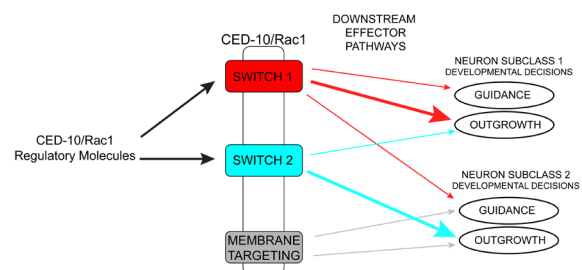 DOWNSTREAM
EFFECTOR
PATHWAYS
CED-10/Rac1
NEURON SUBCLASS 1
DEVELOPMENTAL DECISIONS
SWITCH 1
GUIDANCE
OUTGROWTH
CED-10/Rac1
Regulatory Molecules
SWITCH 2
NEURON SUBCLASS 2
DEVELOPMENTAL DECISIONS
GUIDANCE
MEMBRANE
TARGETING
OUTGROWTH